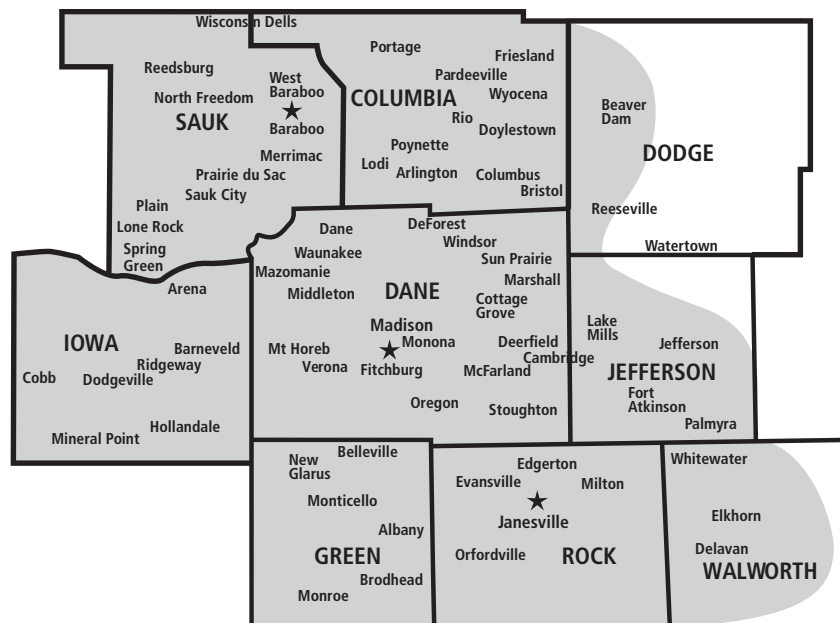 Wisconsin Dells
Reedsburg
West
Baraboo
North Freedom
SAUK
Baraboo
Merrimac
Prairie du Sac
Sauk City
Plain
Lone Rock
Spring
Green
Portage
Friesland
Pardeeville
Wyocena
COLUMBIA
Rio
Doylestown
Poynette
Lodi
Arlington
Columbus
Bristol
Beaver
Dam
DODGE
Reeseville
Watertown
Dane
DeForest
Windsor
Waunakee
Sun Prairie
Mazomanie
Marshall
Middleton
DANE
Cottage
Grove
Madison
Monona
Deerfield
Mt Horeb
Cambridge
Verona
Fitchburg
McFarland
Oregon
Stoughton
Arena
IOWA
Barneveld
Ridgeway
Cobb
Dodgeville
Hollandale
Mineral Point
Lake
Mills
Jefferson
JEFFERSON
Fort
Atkinson
Palmyra
Belleville
New
Glarus
Monticello
Albany
GREEN
Brodhead
Monroe
Edgerton
Evansville
Milton
Janesville
Orfordville
ROCK
Whitewater
Elkhorn
Delavan
WALWORTH